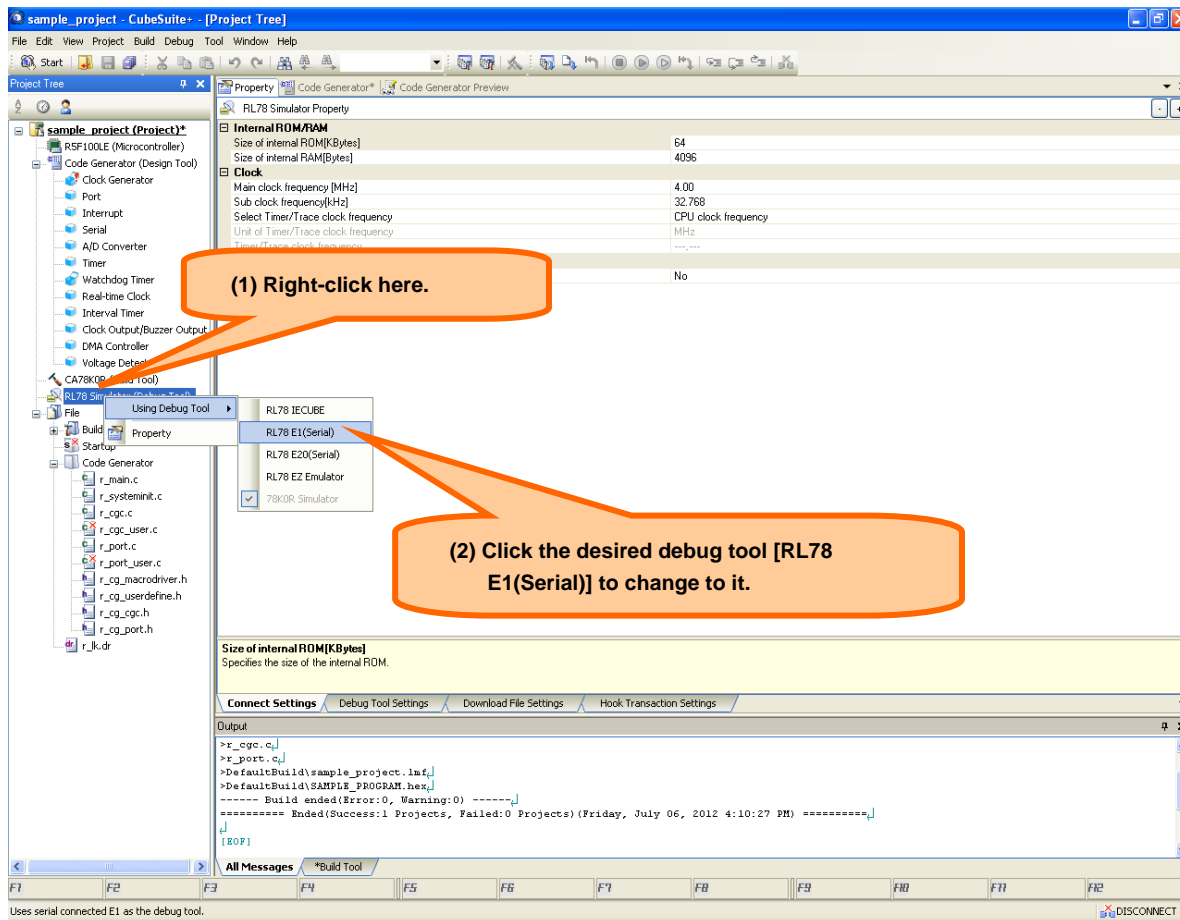 sample_project - CubeSuite+ - [Project Tree]
File Edit View Project Build Debug Tool Window Help
Start
Project Tree
Property Code Generator* Code Generator Preview
RL78 Simulator Property
sample_project (Project)*
R5F100LE (Microcontroller)
Code Generator (Design Tool)
Clock Generator
Port
Interrupt
Serial
A/D Converter
Timer
Watchdog Timer
Real-time Clock
Interval Timer
Clock Output/Buzzer Output
DMA Controller
Voltage Detect
CA78K0R (Build Tool)
RL78 Simulator (Debug Tool)
File
Build
Startup
Code Generator
r_main.c
r_systeminit.c
r_cgc.c
r_cgc_user.c
r_port.c
r_port_user.c
r_cg_macrodriver.h
r_cg_userdefine.h
r_cg_cgc.h
r_cg_port.h
r_lk.dr
Internal ROM/RAM
Size of internal ROM[KBytes] 64
Size of internal RAM[Bytes] 4096
Clock
Main clock frequency [MHz] 4.00
Sub clock frequency[kHz] 32.768
Select Timer/Trace clock frequency CPU clock frequency
Unit of Timer/Trace clock frequency MHz
Timer/Trace clock frequency ---.---
No
(1) Right-click here.
Using Debug Tool
Property
RL78 IECUBE
RL78 E1(Serial)
RL78 E20(Serial)
RL78 EZ Emulator
78K0R Simulator
(2) Click the desired debug tool [RL78
E1(Serial)] to change to it.
Size of internal ROM[KBytes]
Specifies the size of the internal ROM.
Connect Settings Debug Tool Settings Download File Settings Hook Transaction Settings
Output
>r_cgc.c
>r_port.c
>DefaultBuild\sample_project.lmf
>DefaultBuild\SAMPLE_PROGRAM.hex
------ Build ended(Error:0, Warning:0) ------
========== Ended(Success:1 Projects, Failed:0 Projects)(Friday, July 06, 2012 4:10:27 PM) ==========
[EOF]
All Messages *Build Tool
F1 F2 F3 F4 F5 F6 F7 F8 F9 F10 F11 F12
Uses serial connected E1 as the debug tool. DISCONNECT